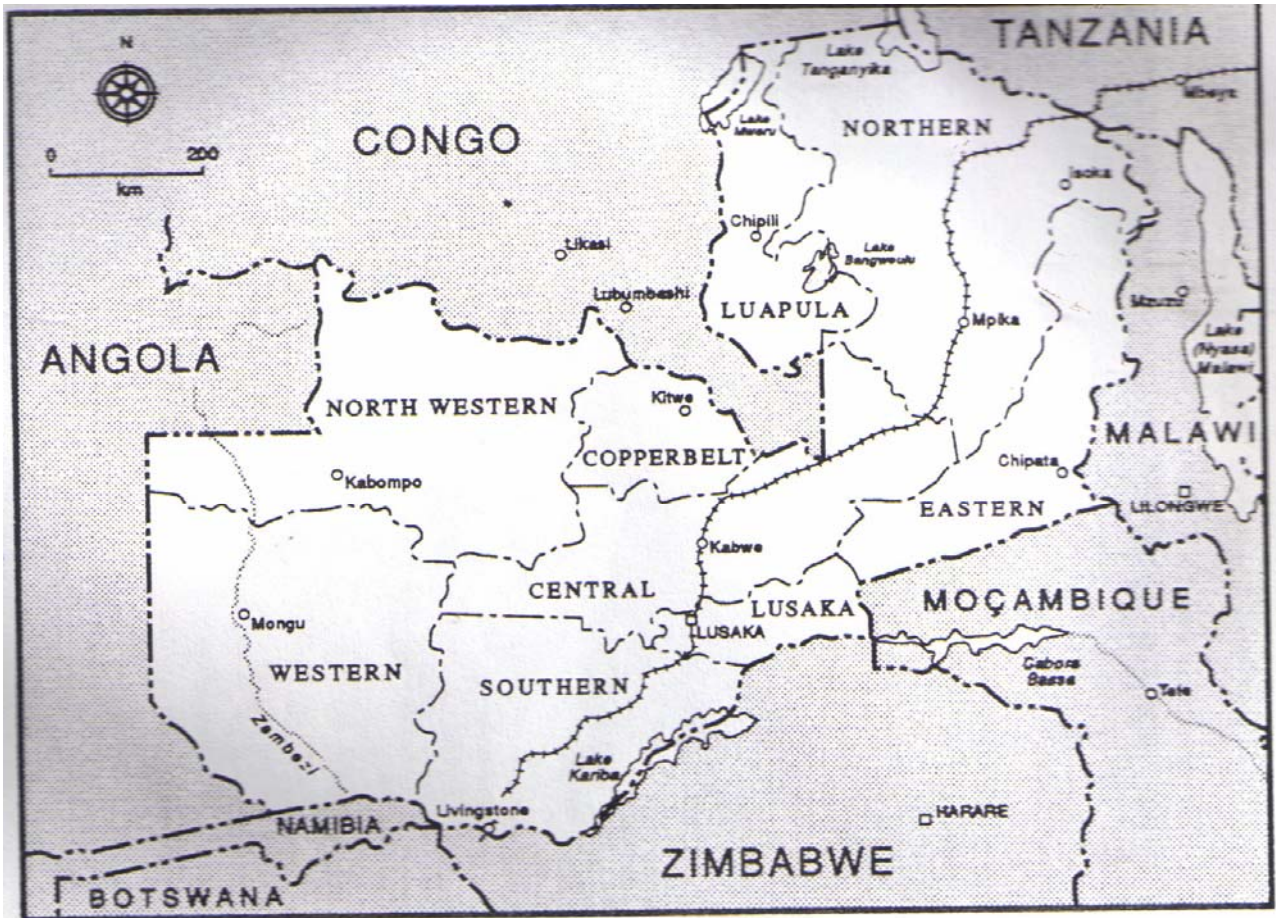 N
0 200
km
CONGO
TANZANIA
Lake
Tanganyika
Mbeya
Lake
Mweru
NORTHERN
Isoka
Chipili
Lake
Bangweulu
Likasi
Lubumbashi
LUAPULA
Mpika
Mzuzu
Lake
(Nyasa)
Malawi
ANGOLA
NORTH WESTERN
Kitwe
COPPERBELT
MALAWI
Kabompo
Chipata
EASTERN
LILONGWE
Kabwe
CENTRAL
LUSAKA
LUSAKA
MOÇAMBIQUE
Mongu
WESTERN
SOUTHERN
Cabora
Bassa
Tete
Zambezi
Lake
Kariba
Livingstone
NAMIBIA
HARARE
ZIMBABWE
BOTSWANA